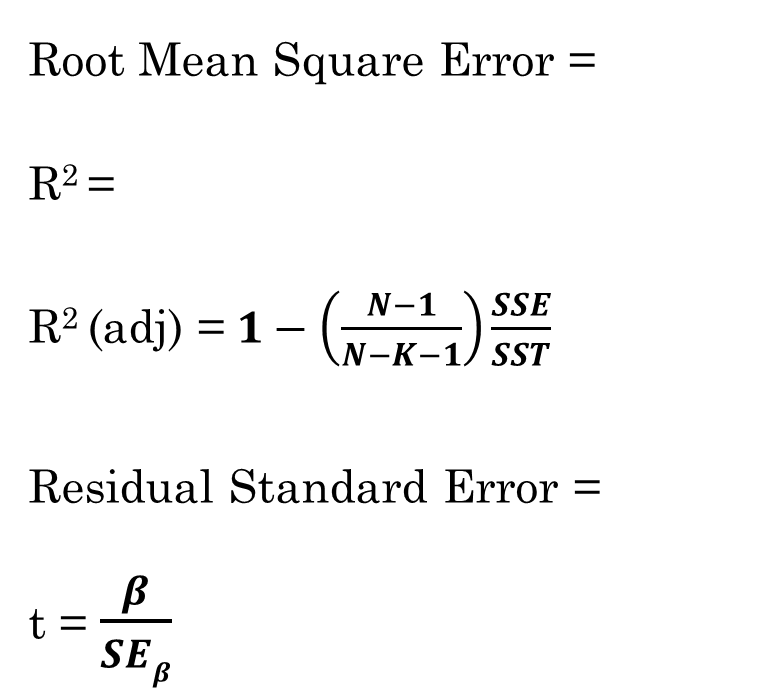 Root Mean Square Error =
R² =
R² (adj) = 1 − (N−1 / N−K−1) SSE / SST
Residual Standard Error =
t = β / SE_β